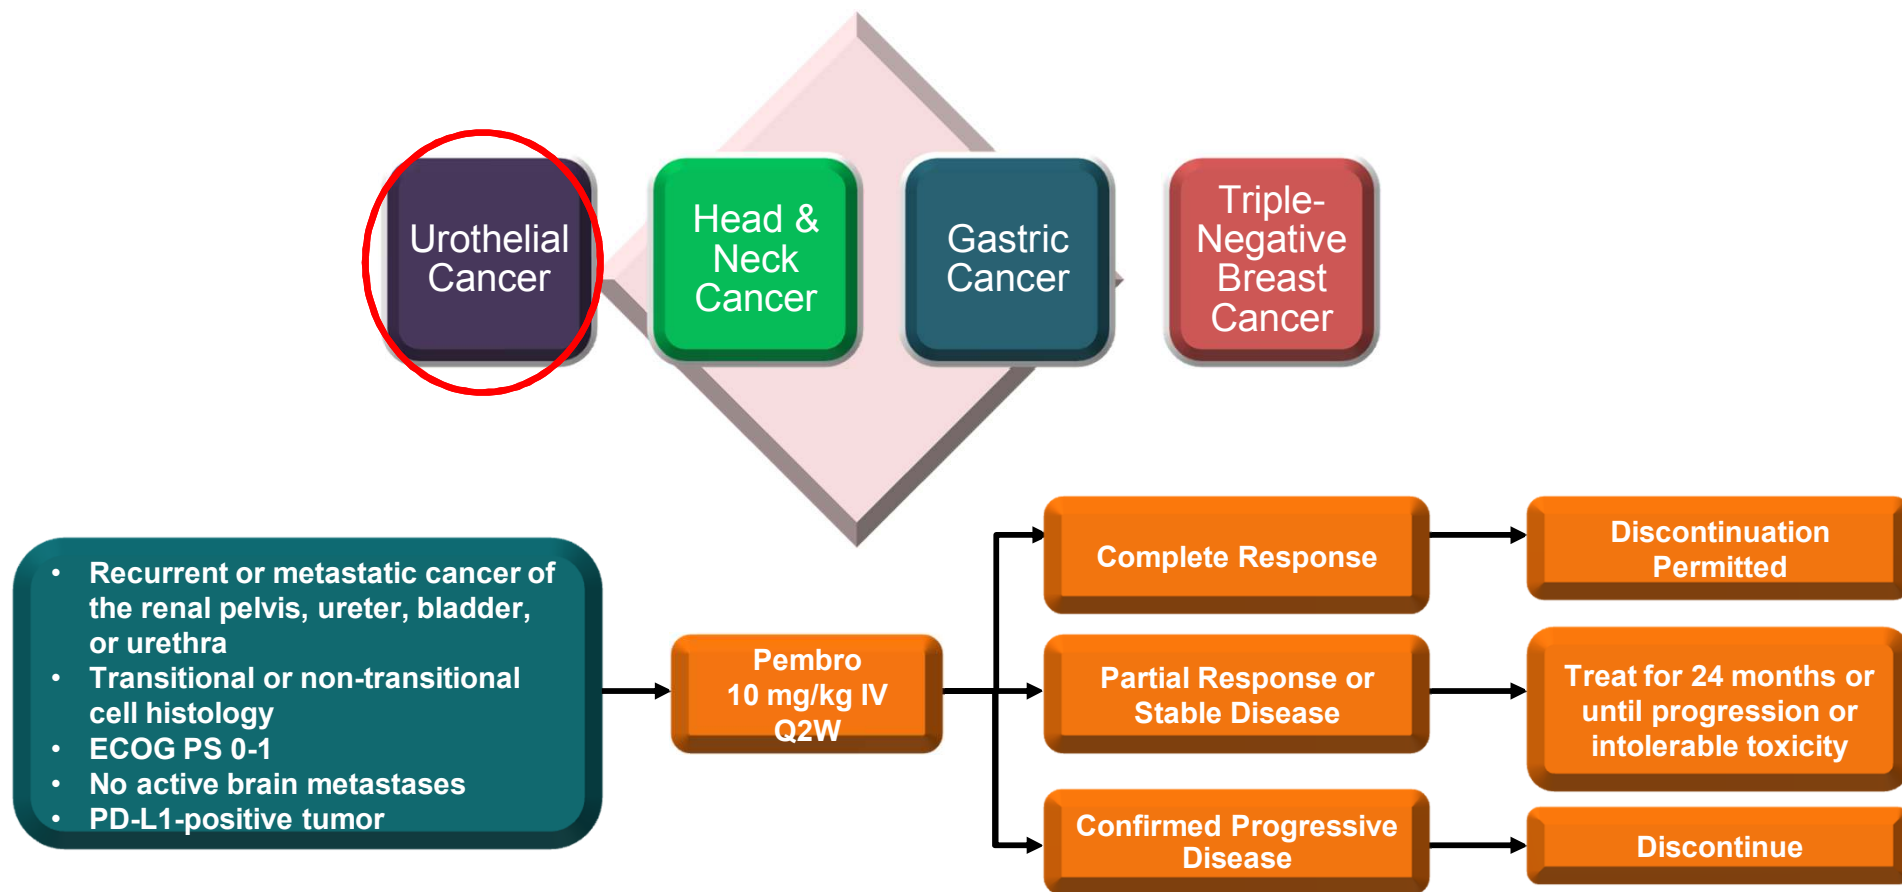 Urothelial
Cancer
Head &
Neck
Cancer
Gastric
Cancer
Triple-
Negative
Breast
Cancer
• Recurrent or metastatic cancer of
the renal pelvis, ureter, bladder,
or urethra
• Transitional or non-transitional
cell histology
• ECOG PS 0-1
• No active brain metastases
• PD-L1-positive tumor
Pembro
10 mg/kg IV
Q2W
Complete Response
Discontinuation
Permitted
Partial Response or
Stable Disease
Treat for 24 months or
until progression or
intolerable toxicity
Confirmed Progressive
Disease
Discontinue